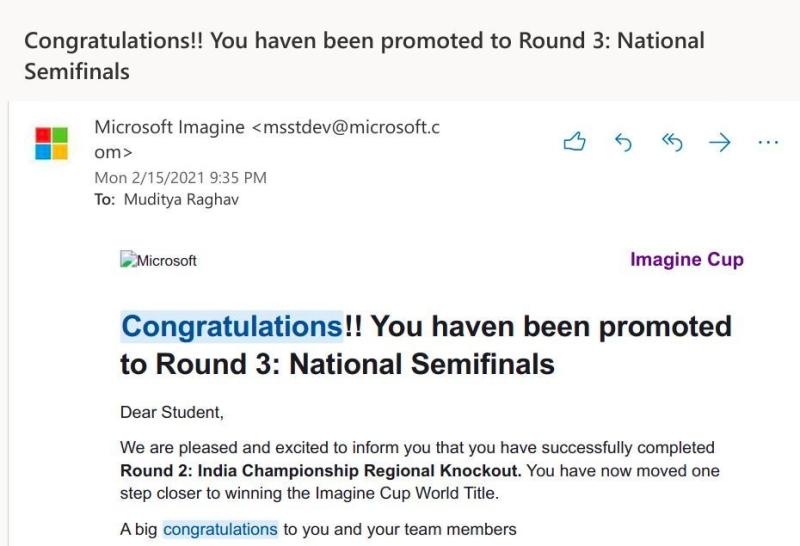 Congratulations!! You haven been promoted to Round 3: National
Semifinals
Microsoft Imagine <msstdev@microsoft.c
om>
Mon 2/15/2021 9:35 PM
To: Muditya Raghav
Microsoft
Imagine Cup
Congratulations!! You haven been promoted
to Round 3: National Semifinals
Dear Student,
We are pleased and excited to inform you that you have successfully completed
Round 2: India Championship Regional Knockout. You have now moved one
step closer to winning the Imagine Cup World Title.
A big congratulations to you and your team members